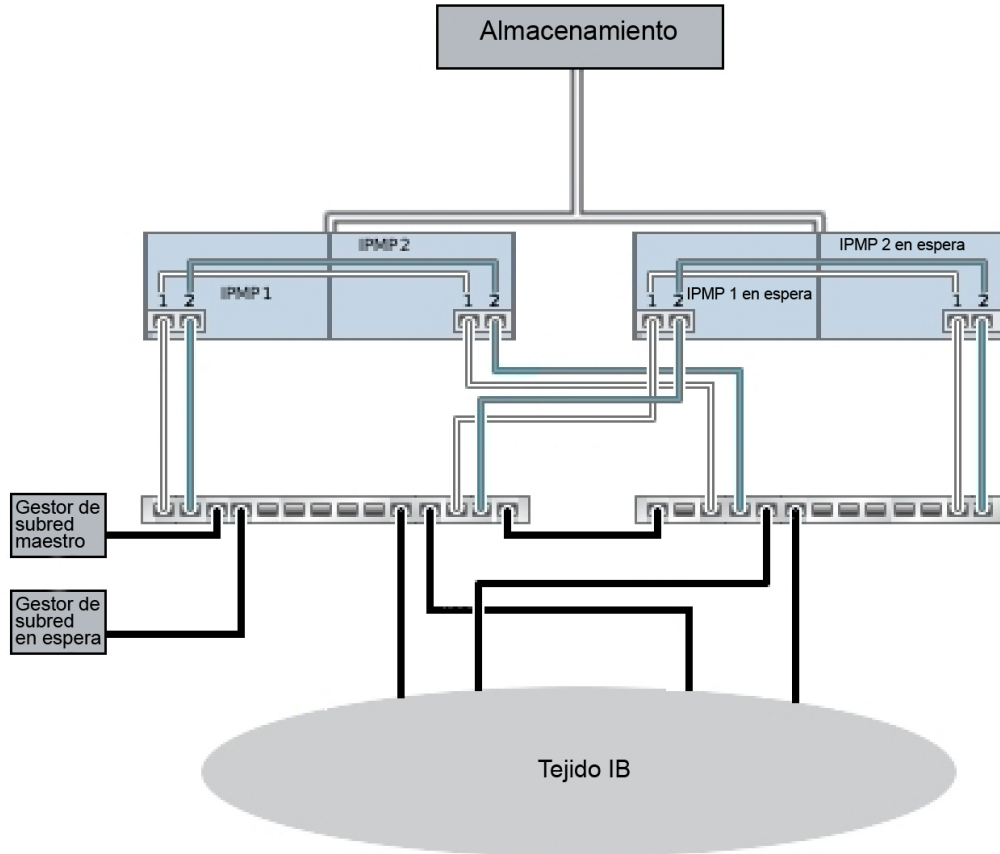 Almacenamiento
IPMP 2
IPMP 2 en espera
1 2
IPMP 1
1 2
1 2
IPMP 1 en espera
1 2
Gestor de
subred
maestro
Gestor de
subred
en espera
Tejido IB